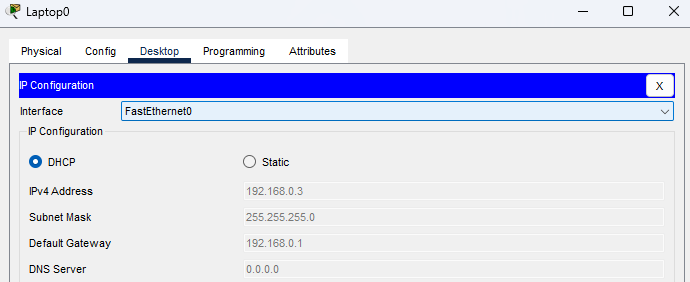 Laptop0
Physical Config Desktop Programming Attributes
IP Configuration X
Interface FastEthernet0
IP Configuration
DHCP Static
IPv4 Address 192.168.0.3
Subnet Mask 255.255.255.0
Default Gateway 192.168.0.1
DNS Server 0.0.0.0